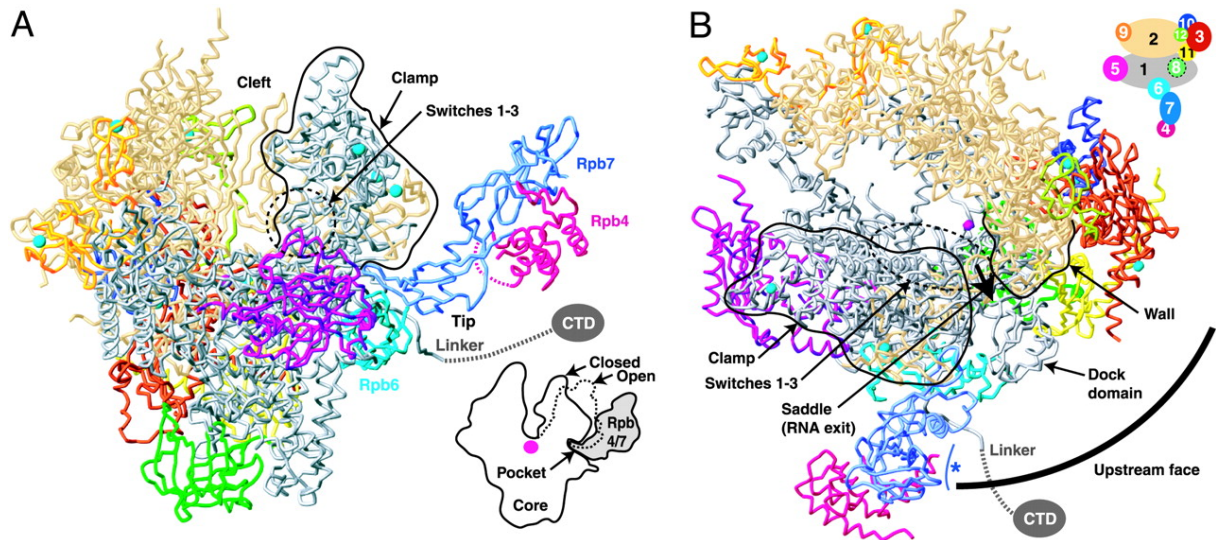 A
Cleft
Clamp
Switches 1-3
Rpb7
Rpb4
Tip
Linker
CTD
Rpb6
Closed
Open
Rpb
4/7
Pocket
Core
B
10
9
2
12
3
11
5
1
8
6
7
4
Wall
Clamp
Switches 1-3
Dock
domain
Saddle
(RNA exit)
Linker
*
Upstream face
CTD